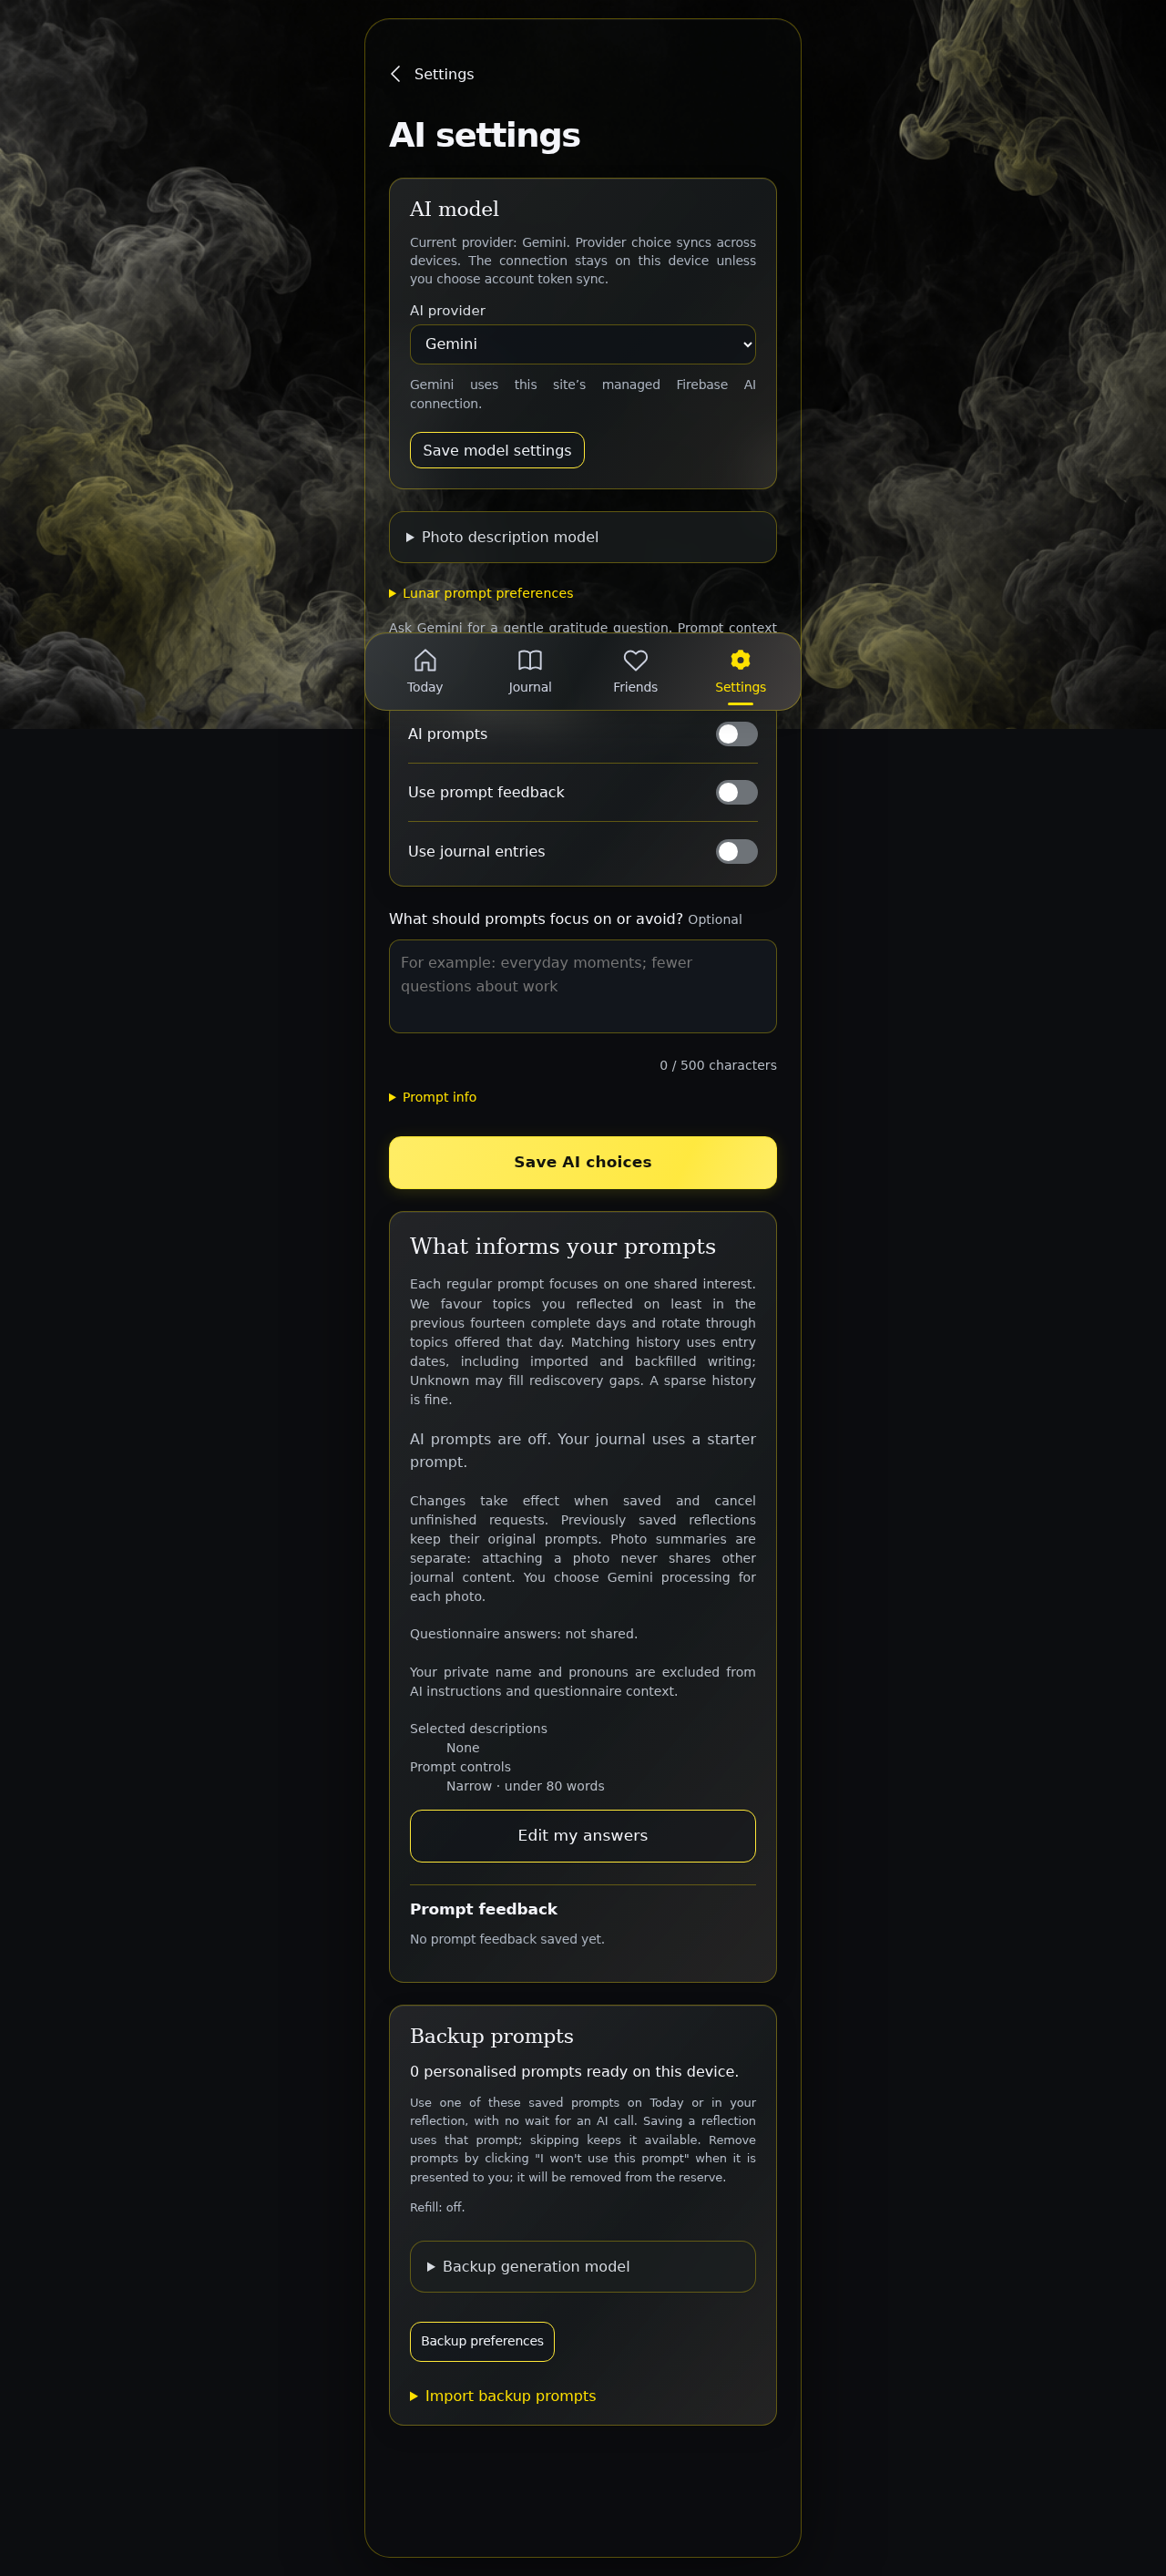 Settings
AI settings
AI model
Current provider: Gemini. Provider choice syncs across
devices. The connection stays on this device unless
you choose account token sync.
AI provider
Gemini
Gemini uses this site’s managed Firebase AI
connection.
Save model settings
Photo description model
Lunar prompt preferences
Ask Gemini for a gentle gratitude question. Prompt context
Today
Journal
Friends
Settings
AI prompts
Use prompt feedback
Use journal entries
What should prompts focus on or avoid? Optional
For example: everyday moments; fewer
questions about work
0 / 500 characters
Prompt info
Save AI choices
What informs your prompts
Each regular prompt focuses on one shared interest.
We favour topics you reflected on least in the
previous fourteen complete days and rotate through
topics offered that day. Matching history uses entry
dates, including imported and backfilled writing;
Unknown may fill rediscovery gaps. A sparse history
is fine.
AI prompts are off. Your journal uses a starter
prompt.
Changes take effect when saved and cancel
unfinished requests. Previously saved reflections
keep their original prompts. Photo summaries are
separate: attaching a photo never shares other
journal content. You choose Gemini processing for
each photo.
Questionnaire answers: not shared.
Your private name and pronouns are excluded from
AI instructions and questionnaire context.
Selected descriptions
None
Prompt controls
Narrow · under 80 words
Edit my answers
Prompt feedback
No prompt feedback saved yet.
Backup prompts
0 personalised prompts ready on this device.
Use one of these saved prompts on Today or in your
reflection, with no wait for an AI call. Saving a reflection
uses that prompt; skipping keeps it available. Remove
prompts by clicking "I won't use this prompt" when it is
presented to you; it will be removed from the reserve.
Refill: off.
Backup generation model
Backup preferences
Import backup prompts